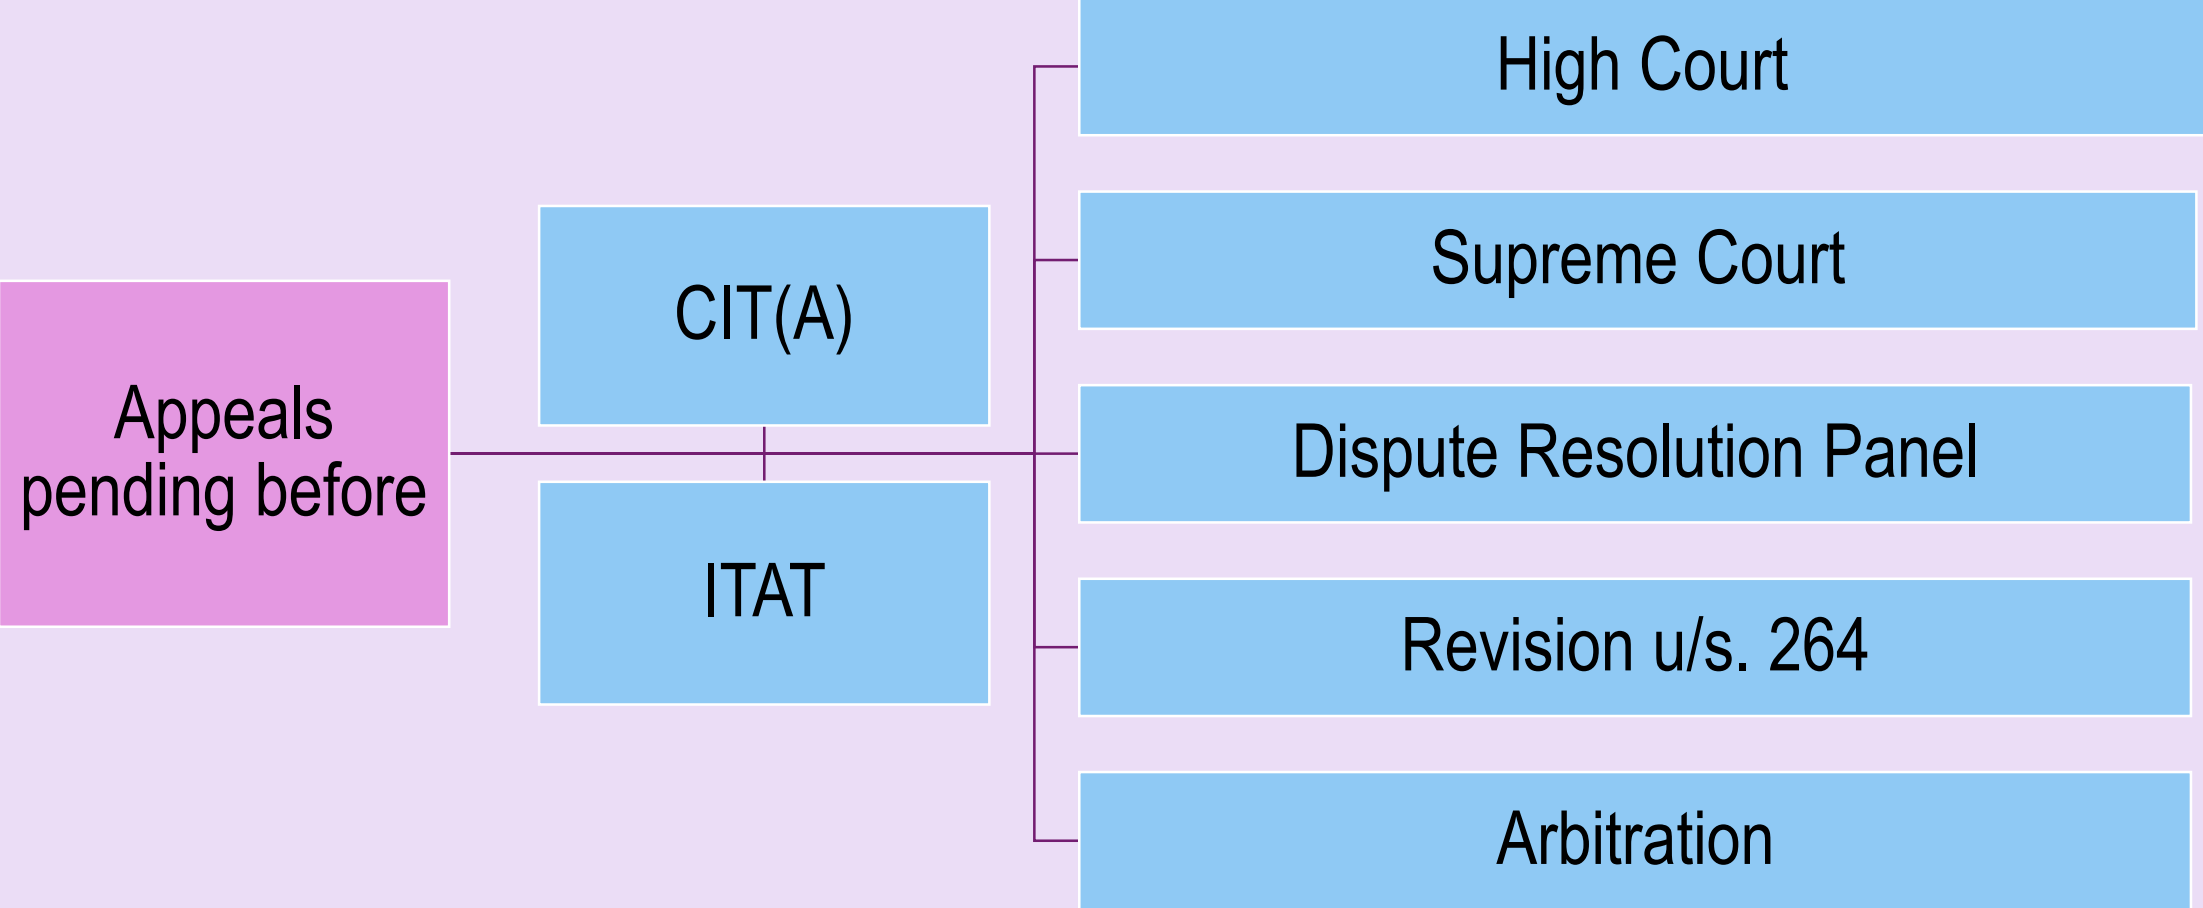 Appeals
pending before
CIT(A)
ITAT
High Court
Supreme Court
Dispute Resolution Panel
Revision u/s. 264
Arbitration